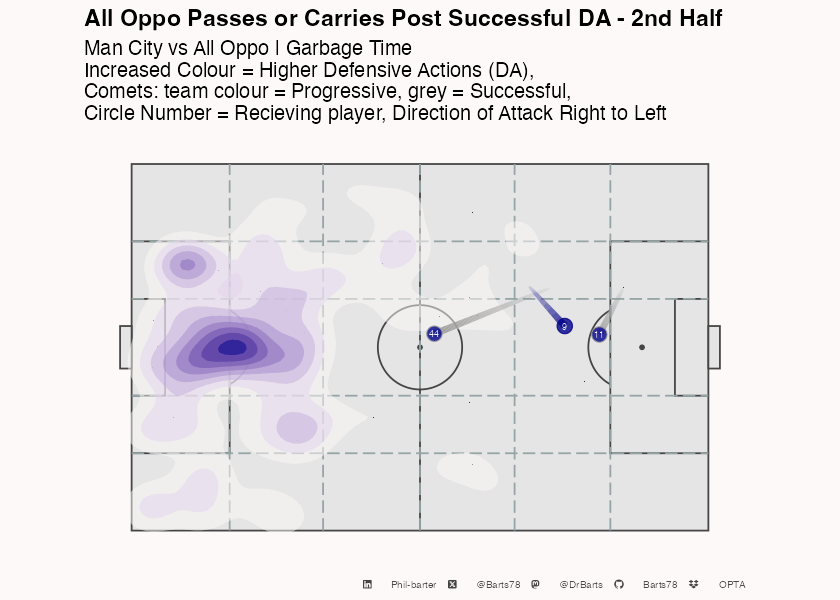 All Oppo Passes or Carries Post Successful DA - 2nd Half
Man City vs All Oppo | Garbage Time
Increased Colour = Higher Defensive Actions (DA),
Comets: team colour = Progressive, grey = Successful,
Circle Number = Recieving player, Direction of Attack Right to Left
44
9
11
Phil-barter @Barts78 @DrBarts Barts78 OPTA